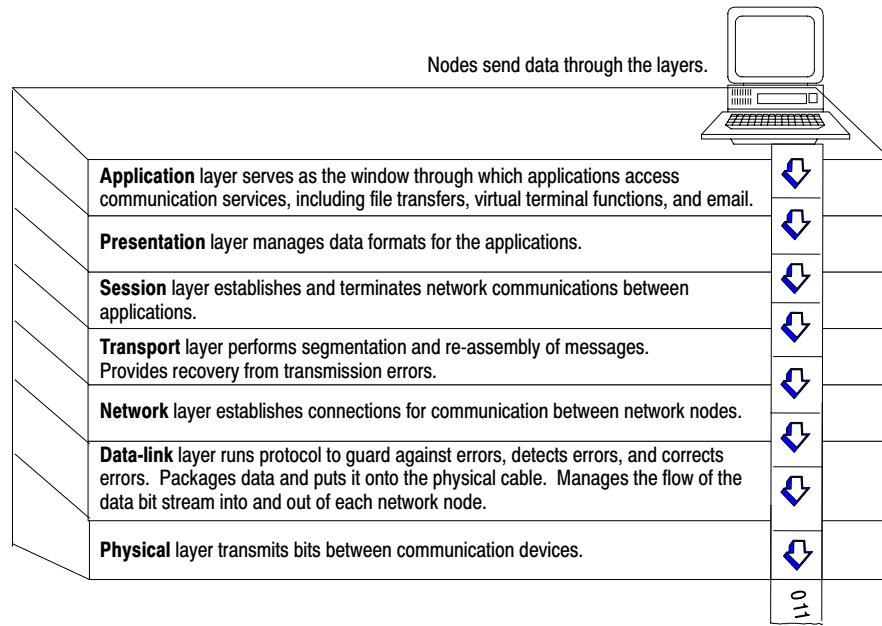 Nodes send data through the layers.
Application layer serves as the window through which applications access
communication services, including file transfers, virtual terminal functions, and email.
Presentation layer manages data formats for the applications.
Session layer establishes and terminates network communications between
applications.
Transport layer performs segmentation and re-assembly of messages.
Provides recovery from transmission errors.
Network layer establishes connections for communication between network nodes.
Data-link layer runs protocol to guard against errors, detects errors, and corrects
errors. Packages data and puts it onto the physical cable. Manages the flow of the
data bit stream into and out of each network node.
Physical layer transmits bits between communication devices.
011